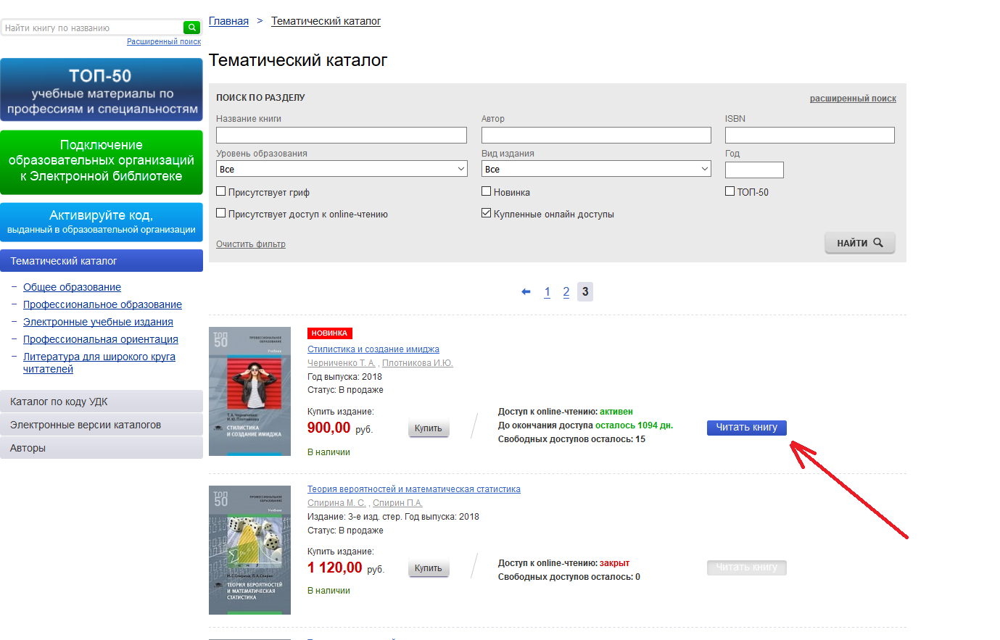 Найти книгу по названию
Расширенный поиск
ТОП-50
учебные материалы по
профессиям и специальностям
Подключение
образовательных организаций
к Электронной библиотеке
Активируйте код,
выданный в образовательной организации
Тематический каталог
– Общее образование
– Профессиональное образование
– Электронные учебные издания
– Профессиональная ориентация
– Литература для широкого круга
читателей
Каталог по коду УДК
Электронные версии каталогов
Авторы
Главная > Тематический каталог
Тематический каталог
ПОИСК ПО РАЗДЕЛУ расширенный поиск
Название книги Автор ISBN
Уровень образования Вид издания Год
Все Все
Присутствует гриф Новинка ТОП-50
Присутствует доступ к online-чтению Купленные онлайн доступы
Очистить фильтр НАЙТИ
1 2 3
ТОП
50
ПРОФЕССИОНАЛЬНОЕ
ОБРАЗОВАНИЕ
Учебник
Т.А. Черниченко
И.Ю. Плотникова
СТИЛИСТИКА
И СОЗДАНИЕ ИМИДЖА
НОВИНКА
Стилистика и создание имиджа
Черниченко Т. А. , Плотникова И.Ю.
Год выпуска: 2018
Статус: В продаже
Купить издание:
900,00 руб. Купить
В наличии
Доступ к online-чтению: активен
До окончания доступа осталось 1094 дн.
Свободных доступов осталось: 15
Читать книгу
ТОП
50
ПРОФЕССИОНАЛЬНОЕ
ОБРАЗОВАНИЕ
Учебник
М.С. Спирина, П.А. Спирин
ТЕОРИЯ ВЕРОЯТНОСТЕЙ
И МАТЕМАТИЧЕСКАЯ
СТАТИСТИКА
Теория вероятностей и математическая статистика
Спирина М. С. , Спирин П.А.
Издание: 3-е изд. стер. Год выпуска: 2018
Статус: В продаже
Купить издание:
1 120,00 руб. Купить
В наличии
Доступ к online-чтению: закрыт
Свободных доступов осталось: 0
Читать книгу